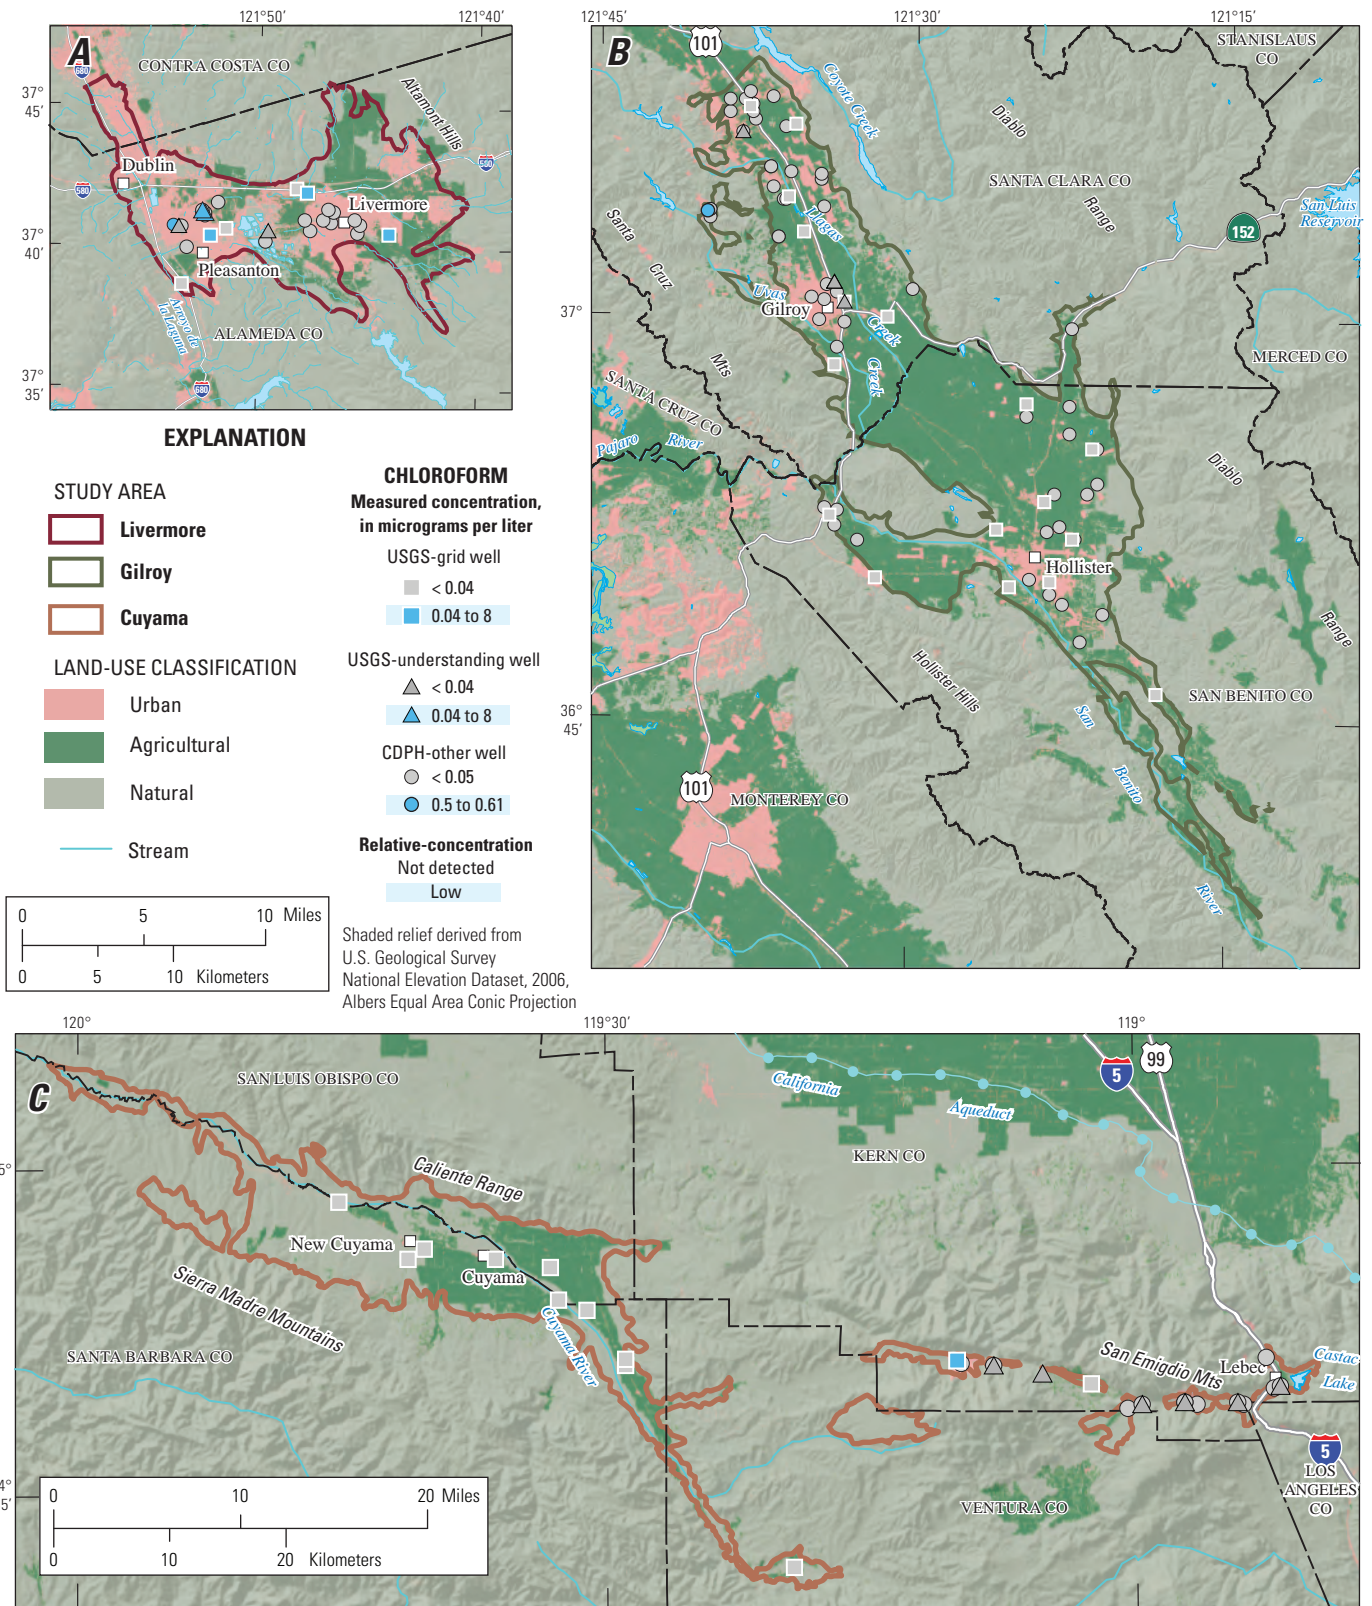 121°50' 121°40'
A
680
CONTRA COSTA CO
Altamont Hills
37°
45'
Dublin
580
580
Livermore
37°
40'
Pleasanton
Arroyo de
la Laguna
ALAMEDA CO
37°
35'
680
EXPLANATION
STUDY AREA
Livermore
Gilroy
Cuyama
LAND-USE CLASSIFICATION
Urban
Agricultural
Natural
Stream
CHLOROFORM
Measured concentration,
in micrograms per liter
USGS-grid well
< 0.04
0.04 to 8
USGS-understanding well
< 0.04
0.04 to 8
CDPH-other well
< 0.05
0.5 to 0.61
Relative-concentration
Not detected
Low
0 5 10 Miles
0 5 10 Kilometers
Shaded relief derived from
U.S. Geological Survey
National Elevation Dataset, 2006,
Albers Equal Area Conic Projection
121°45' 121°30' 121°15'
B
101
STANISLAUS
CO
Coyote Creek
Diablo
Range
SANTA CLARA CO
San Luis
Reservoir
152
Santa
Cruz
Mts
Llagas
Creek
Uvas
Creek
Gilroy
37°
MERCED CO
SANTA CRUZ CO
Pajaro River
Diablo
Range
Hollister
Hollister Hills
SAN BENITO CO
36°
45'
San
Benito
River
101
MONTEREY CO
120° 119°30' 119°
C
SAN LUIS OBISPO CO
California
Aqueduct
5
99
KERN CO
5°
Caliente Range
New Cuyama
Cuyama
Sierra Madre Mountains
Cuyama River
SANTA BARBARA CO
San Emigdio Mts
Lebec
Castac
Lake
5
LOS
ANGELES
CO
VENTURA CO
4°
5'
0 10 20 Miles
0 10 20 Kilometers